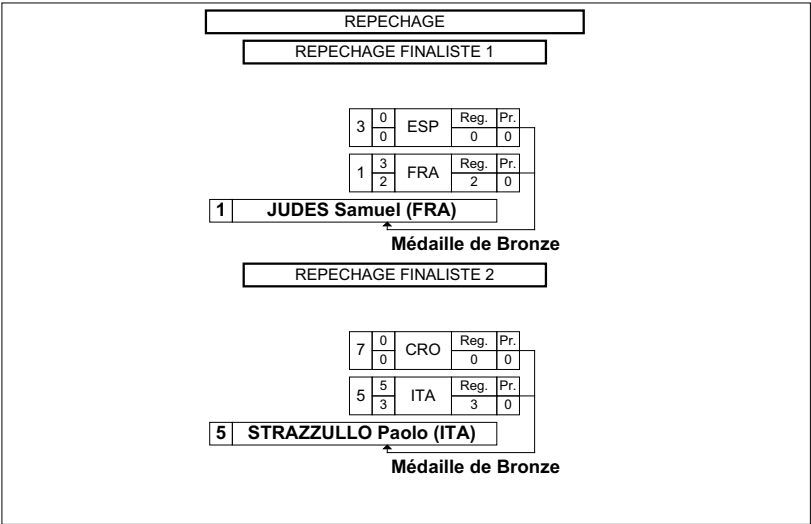 REPECHAGE
REPECHAGE FINALISTE 1
3 0 ESP Reg. Pr.
0 0 0
1 3 FRA Reg. Pr.
2 2 0
1 JUDES Samuel (FRA)
Médaille de Bronze
REPECHAGE FINALISTE 2
7 0 CRO Reg. Pr.
0 0 0
5 5 ITA Reg. Pr.
3 3 0
5 STRAZZULLO Paolo (ITA)
Médaille de Bronze